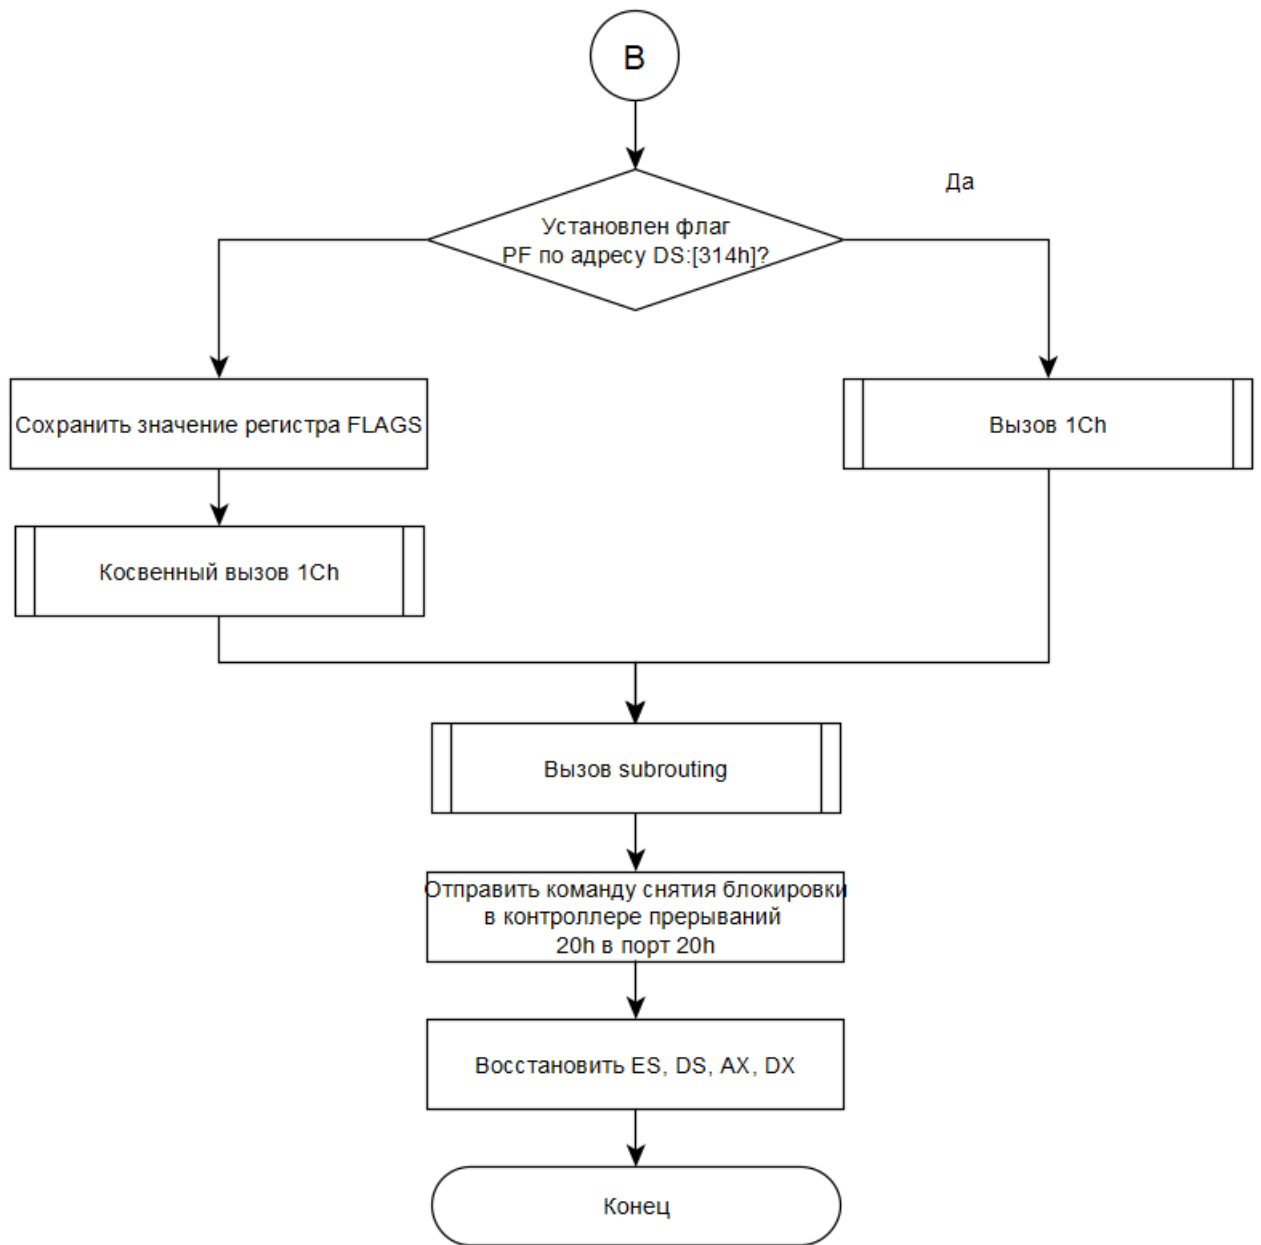 B
Да
Установлен флаг
PF по адресу DS:[314h]?
Сохранить значение регистра FLAGS
Вызов 1Ch
Косвенный вызов 1Ch
Вызов subrouting
Отправить команду снятия блокировки
в контроллере прерываний
20h в порт 20h
Восстановить ES, DS, AX, DX
Конец